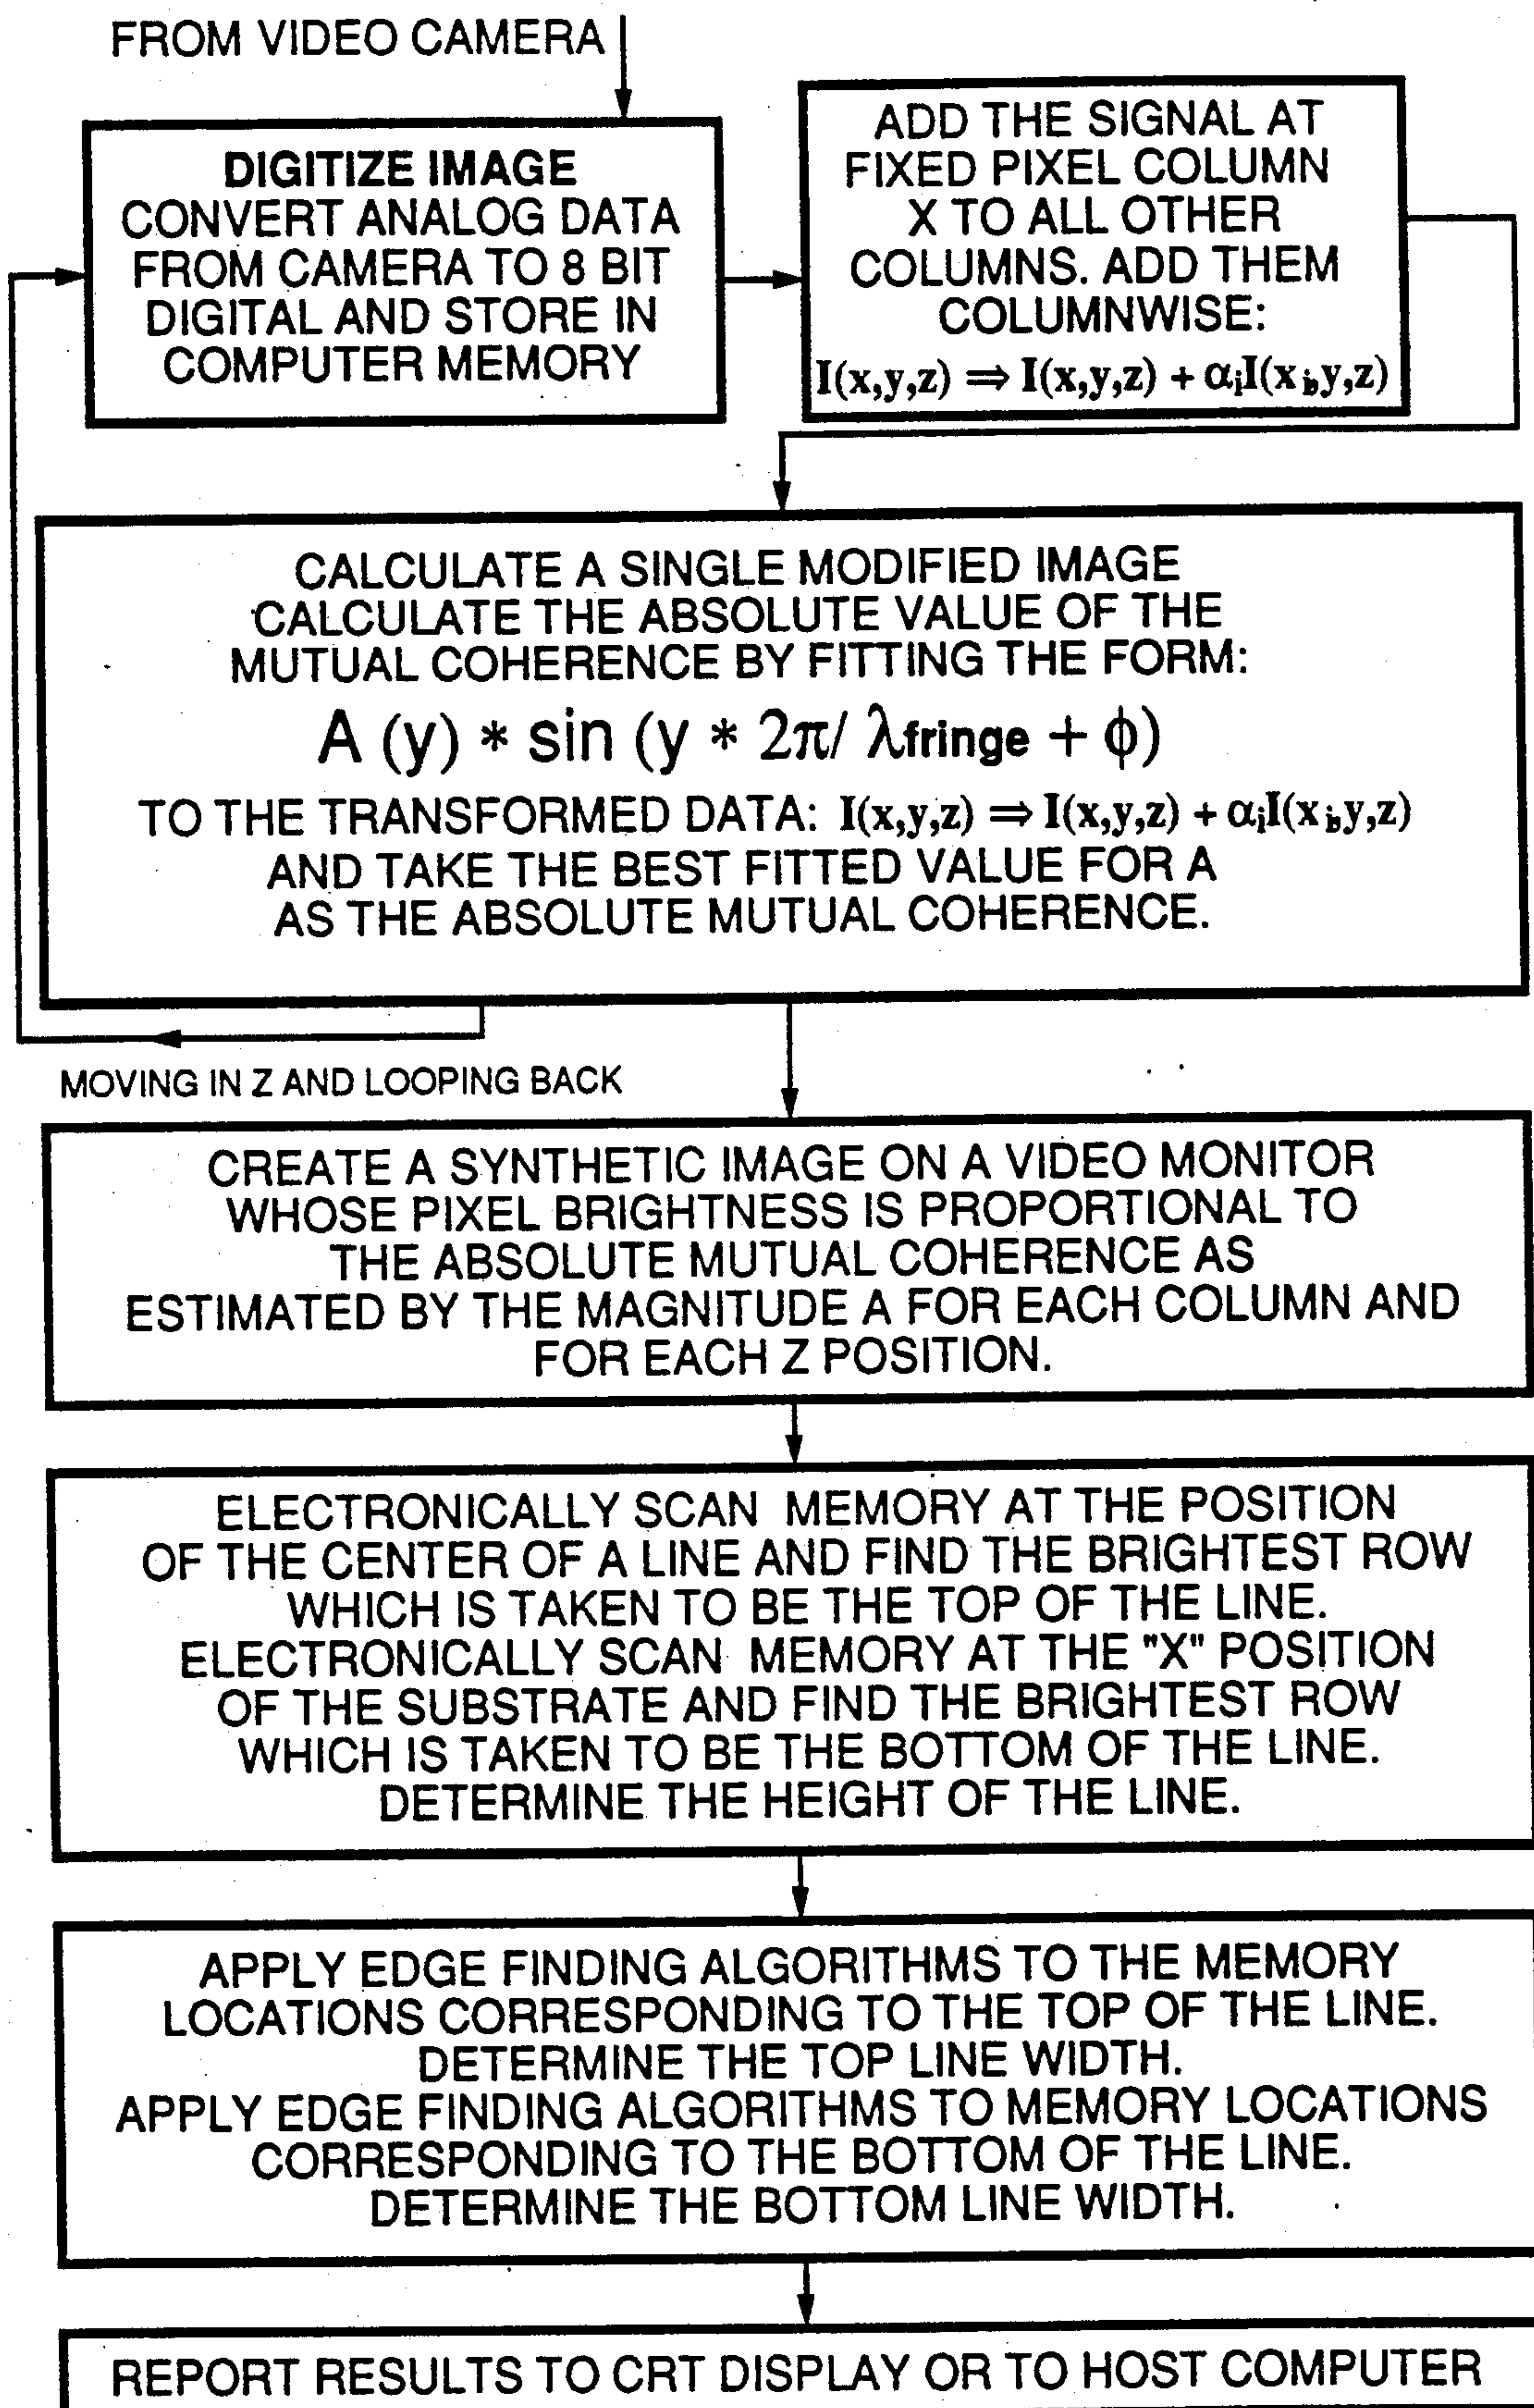 FROM VIDEO CAMERA
DIGITIZE IMAGE
CONVERT ANALOG DATA
FROM CAMERA TO 8 BIT
DIGITAL AND STORE IN
COMPUTER MEMORY
ADD THE SIGNAL AT
FIXED PIXEL COLUMN
X TO ALL OTHER
COLUMNS. ADD THEM
COLUMNWISE:
I(x,y,z) ⇒ I(x,y,z) + αᵢI(xᵢ,y,z)
CALCULATE A SINGLE MODIFIED IMAGE
CALCULATE THE ABSOLUTE VALUE OF THE
MUTUAL COHERENCE BY FITTING THE FORM:
A (y) * sin (y * 2π/ λfringe + ϕ)
TO THE TRANSFORMED DATA: I(x,y,z) ⇒ I(x,y,z) + αᵢI(xᵢ,y,z)
AND TAKE THE BEST FITTED VALUE FOR A
AS THE ABSOLUTE MUTUAL COHERENCE.
MOVING IN Z AND LOOPING BACK
CREATE A SYNTHETIC IMAGE ON A VIDEO MONITOR
WHOSE PIXEL BRIGHTNESS IS PROPORTIONAL TO
THE ABSOLUTE MUTUAL COHERENCE AS
ESTIMATED BY THE MAGNITUDE A FOR EACH COLUMN AND
FOR EACH Z POSITION.
ELECTRONICALLY SCAN MEMORY AT THE POSITION
OF THE CENTER OF A LINE AND FIND THE BRIGHTEST ROW
WHICH IS TAKEN TO BE THE TOP OF THE LINE.
ELECTRONICALLY SCAN MEMORY AT THE "X" POSITION
OF THE SUBSTRATE AND FIND THE BRIGHTEST ROW
WHICH IS TAKEN TO BE THE BOTTOM OF THE LINE.
DETERMINE THE HEIGHT OF THE LINE.
APPLY EDGE FINDING ALGORITHMS TO THE MEMORY
LOCATIONS CORRESPONDING TO THE TOP OF THE LINE.
DETERMINE THE TOP LINE WIDTH.
APPLY EDGE FINDING ALGORITHMS TO MEMORY LOCATIONS
CORRESPONDING TO THE BOTTOM OF THE LINE.
DETERMINE THE BOTTOM LINE WIDTH.
REPORT RESULTS TO CRT DISPLAY OR TO HOST COMPUTER